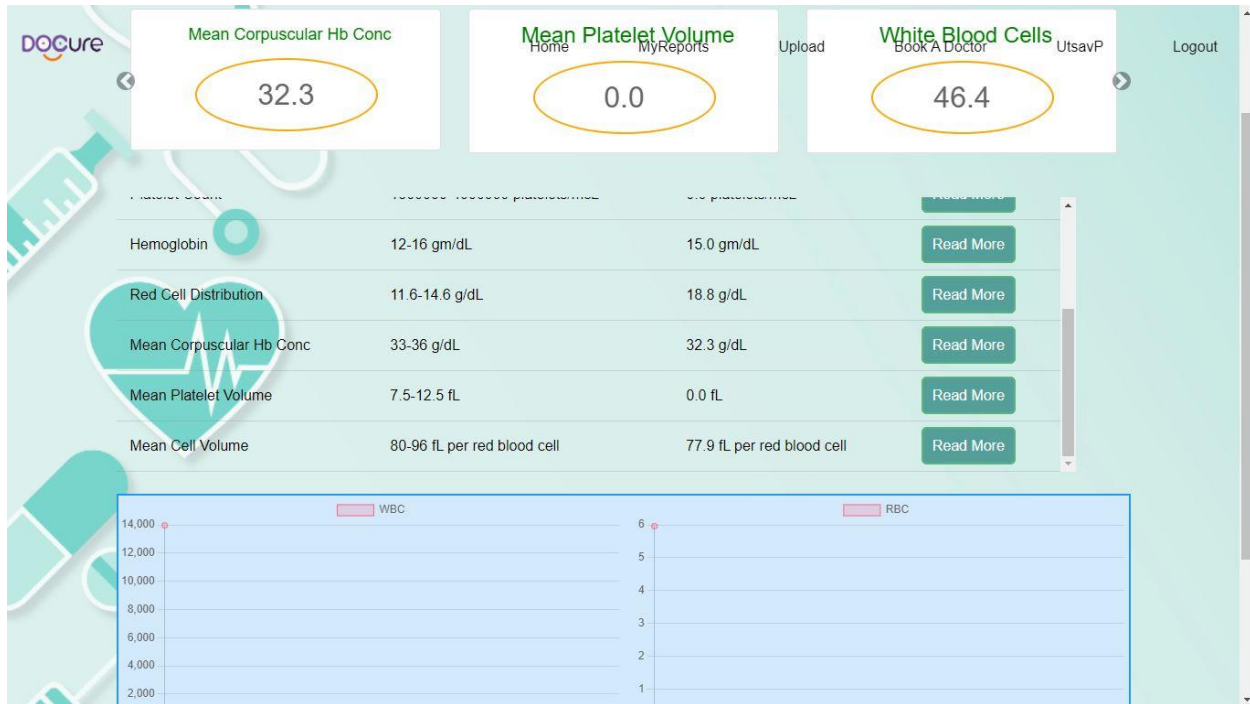 DOCure
Home MyReports Upload Book A Doctor UtsavP Logout
Mean Corpuscular Hb Conc
32.3
Mean Platelet Volume
0.0
White Blood Cells
46.4
Hemoglobin 12-16 gm/dL 15.0 gm/dL Read More
Red Cell Distribution 11.6-14.6 g/dL 18.8 g/dL Read More
Mean Corpuscular Hb Conc 33-36 g/dL 32.3 g/dL Read More
Mean Platelet Volume 7.5-12.5 fL 0.0 fL Read More
Mean Cell Volume 80-96 fL per red blood cell 77.9 fL per red blood cell Read More
WBC
14,000
12,000
10,000
8,000
6,000
4,000
2,000
RBC
6
5
4
3
2
1